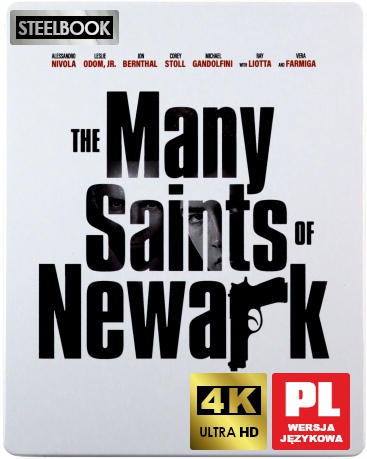 STEELBOOK
ALESSANDRO NIVOLA LESLIE ODOM, JR. JON BERNTHAL COREY STOLL MICHAEL GANDOLFINI WITH RAY LIOTTA AND VERA FARMIGA
THE Many
Saints OF
Newark
4K
ULTRA HD
PL
WERSJA
JĘZYKOWA